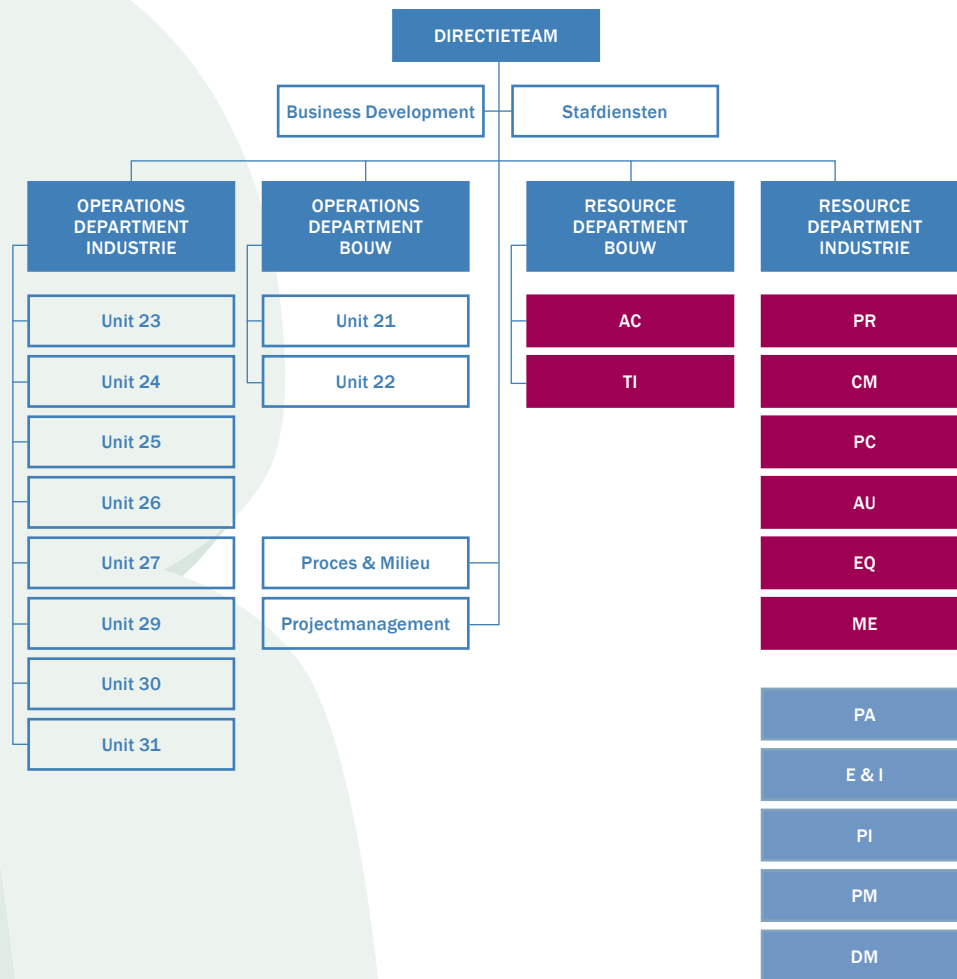 DIRECTIETEAM
Business Development
Stafdiensten
OPERATIONS
DEPARTMENT
INDUSTRIE
Unit 23
Unit 24
Unit 25
Unit 26
Unit 27
Unit 29
Unit 30
Unit 31
OPERATIONS
DEPARTMENT
BOUW
Unit 21
Unit 22
Proces & Milieu
Projectmanagement
RESOURCE
DEPARTMENT
BOUW
AC
TI
RESOURCE
DEPARTMENT
INDUSTRIE
PR
CM
PC
AU
EQ
ME
PA
E & I
PI
PM
DM